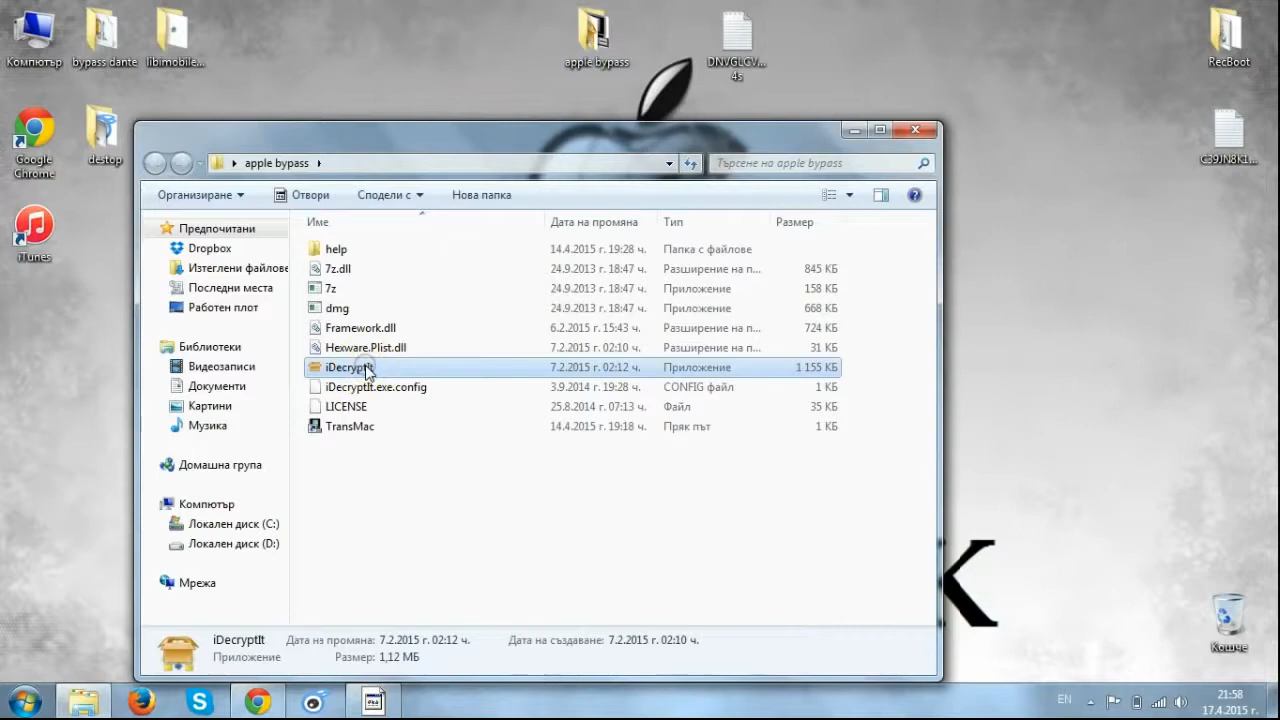 Компютър
bypass dante
libimobile...
apple bypass
DNVGLCV...
4s
RecBoot
Google
Chrome
destop
C39JN8K1...
iTunes
apple bypass
Търсене на apple bypass
Организиране
Отвори
Сподели с
Нова папка
Име
Дата на промяна
Тип
Размер
Предпочитани
Dropbox
Изтеглени файлове
Последни места
Работен плот
Библиотеки
Видеозаписи
Документи
Картини
Музика
Домашна група
Компютър
Локален диск (C:)
Локален диск (D:)
Мрежа
help 14.4.2015 г. 19:28 ч. Папка с файлове
7z.dll 24.9.2013 г. 18:47 ч. Разширение на п... 845 КБ
7z 24.9.2013 г. 18:47 ч. Приложение 158 КБ
dmg 24.9.2013 г. 18:47 ч. Приложение 668 КБ
Framework.dll 6.2.2015 г. 15:43 ч. Разширение на п... 724 КБ
Hexware.Plist.dll 7.2.2015 г. 02:10 ч. Разширение на п... 31 КБ
iDecryptIt 7.2.2015 г. 02:12 ч. Приложение 1 155 КБ
iDecryptIt.exe.config 3.9.2014 г. 19:28 ч. CONFIG файл 1 КБ
LICENSE 25.8.2014 г. 07:13 ч. Файл 35 КБ
TransMac 14.4.2015 г. 19:18 ч. Пряк път 1 КБ
iDecryptIt Дата на промяна: 7.2.2015 г. 02:12 ч. Дата на създаване: 7.2.2015 г. 02:10 ч.
Приложение Размер: 1,12 МБ
K
Кошче
EN
21:58
17.4.2015 г.